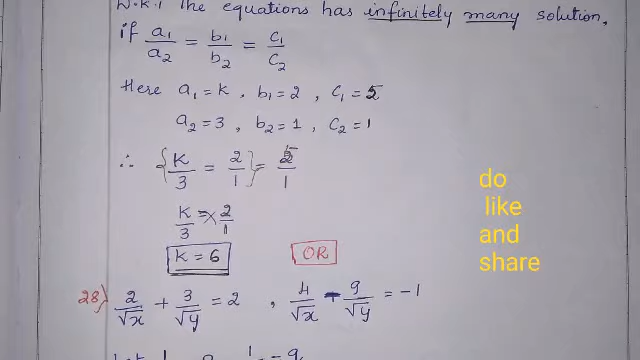 W.K.T The equations has infinitely many solution,
if a₁/a₂ = b₁/b₂ = c₁/c₂
Here a₁ = K , b₁ = 2 , c₁ = 5
a₂ = 3 , b₂ = 1 , c₂ = 1
∴ {K/3 = 2/1} = 5/1
K/3 = 2/1
K = 6
OR
28) 2/√x + 3/√y = 2 , 4/√x - 9/√y = -1
do
like
and
share